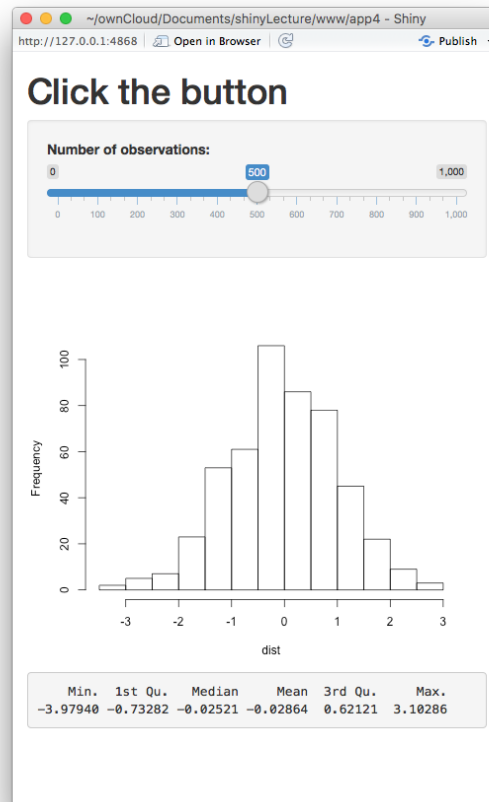 ~/ownCloud/Documents/shinyLecture/www/app4 - Shiny
http://127.0.0.1:4868 Open in Browser Publish
Click the button
Number of observations:
0 500 1,000
0 100 200 300 400 500 600 700 800 900 1,000
Frequency
100
80
60
40
20
0
-3 -2 -1 0 1 2 3
dist
Min. 1st Qu. Median Mean 3rd Qu. Max.
-3.97940 -0.73282 -0.02521 -0.02864 0.62121 3.10286